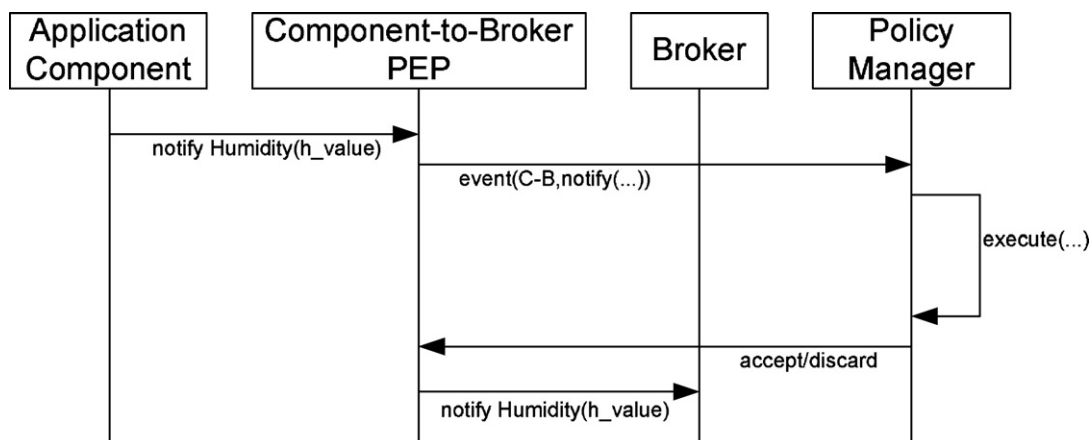 Application
Component
Component-to-Broker
PEP
Broker
Policy
Manager
notify Humidity(h_value)
event(C-B,notify(...))
execute(...)
accept/discard
notify Humidity(h_value)